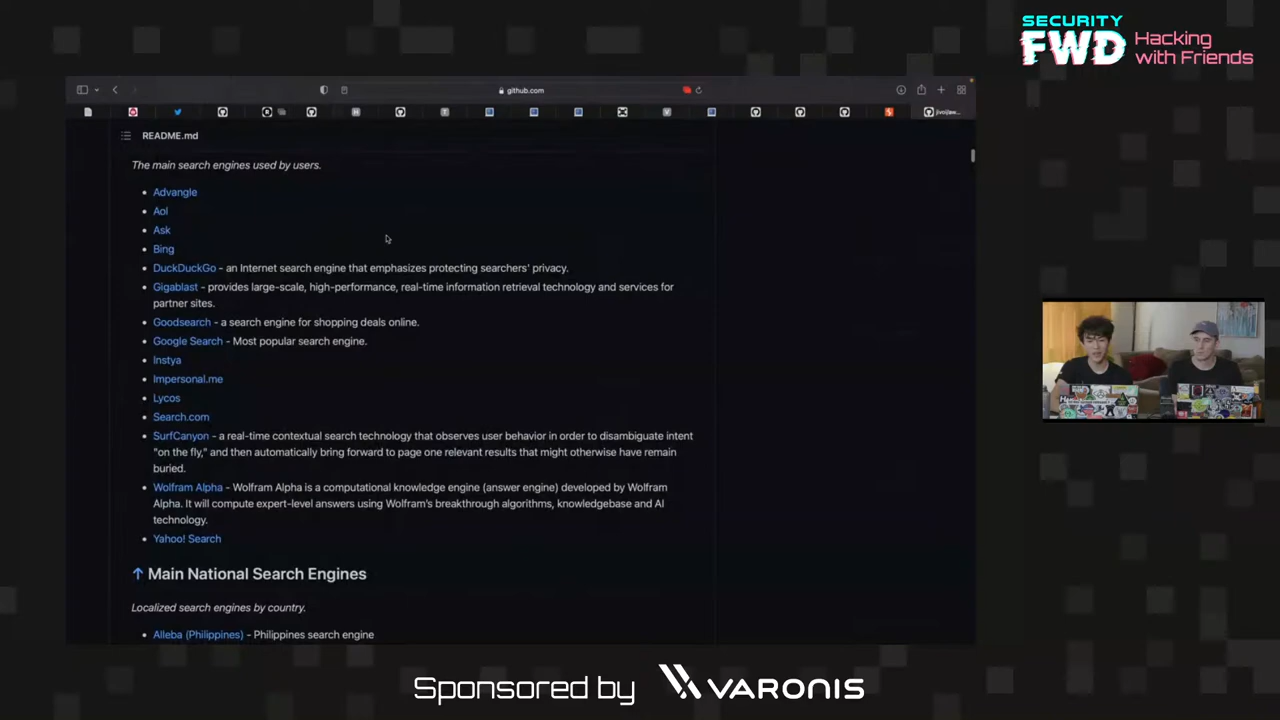 SECURITY
FWD
Hacking
with Friends
github.com
jivoi/aw...
README.md
The main search engines used by users.
Advangle
Aol
Ask
Bing
DuckDuckGo - an Internet search engine that emphasizes protecting searchers' privacy.
Gigablast - provides large-scale, high-performance, real-time information retrieval technology and services for
partner sites.
Goodsearch - a search engine for shopping deals online.
Google Search - Most popular search engine.
Instya
Impersonal.me
Lycos
Search.com
SurfCanyon - a real-time contextual search technology that observes user behavior in order to disambiguate intent
"on the fly," and then automatically bring forward to page one relevant results that might otherwise have remain
buried.
Wolfram Alpha - Wolfram Alpha is a computational knowledge engine (answer engine) developed by Wolfram
Alpha. It will compute expert-level answers using Wolfram's breakthrough algorithms, knowledgebase and AI
technology.
Yahoo! Search
↑ Main National Search Engines
Localized search engines by country.
Alleba (Philippines) - Philippines search engine
Sponsored by VARONIS